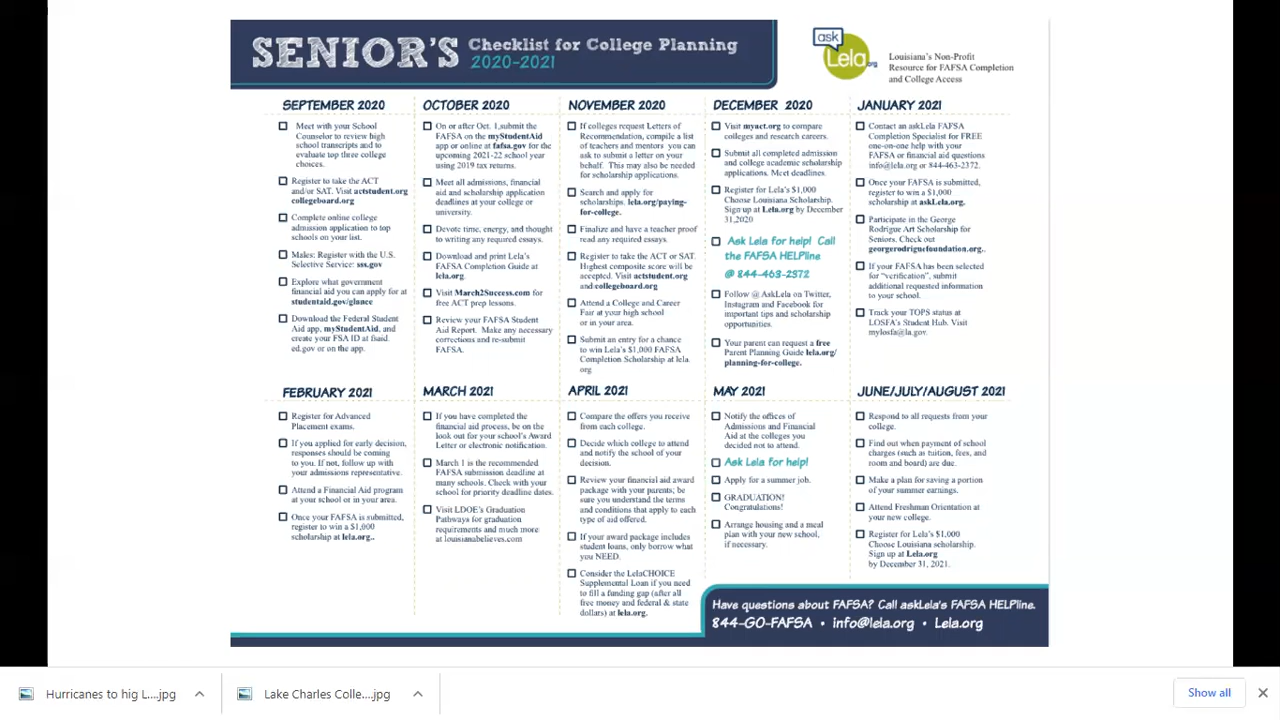 SENIOR'S Checklist for College Planning
2020-2021
ask
Lela.org
Louisiana's Non-Profit
Resource for FAFSA Completion
and College Access
SEPTEMBER 2020
Meet with your School
Counselor to review high
school transcripts and to
evaluate top three college
choices.
Register to take the ACT
and/or SAT. Visit actstudent.org
collegeboard.org
Complete online college
admission application to top
schools on your list.
Males: Register with the U.S.
Selective Service: sss.gov
Explore what government
financial aid you can apply for at
studentaid.gov/glance
Download the Federal Student
Aid app, myStudentAid, and
create your FSA ID at fsaid.
ed.gov or on the app.
OCTOBER 2020
On or after Oct. 1,submit the
FAFSA on the myStudentAid
app or online at fafsa.gov for the
upcoming 2021-22 school year
using 2019 tax returns.
Meet all admissions, financial
aid and scholarship application
deadlines at your college or
university.
Devote time, energy, and thought
to writing any required essays.
Download and print Lela's
FAFSA Completion Guide at
lela.org.
Visit March2Success.com for
free ACT prep lessons.
Review your FAFSA Student
Aid Report. Make any necessary
corrections and re-submit
FAFSA.
NOVEMBER 2020
If colleges request Letters of
Recommendation, compile a list
of teachers and mentors you can
ask to submit a letter on your
behalf. This may also be needed
for scholarship applications.
Search and apply for
scholarships. lela.org/paying-
for-college.
Finalize and have a teacher proof
read any required essays.
Register to take the ACT or SAT.
Highest composite score will be
accepted. Visit actstudent.org
and collegeboard.org
Attend a College and Career
Fair at your high school
or in your area.
Submit an entry for a chance
to win Lela's $1,000 FAFSA
Completion Scholarship at lela.
org
DECEMBER 2020
Visit myact.org to compare
colleges and research careers.
Submit all completed admission
and college academic scholarship
applications. Meet deadlines.
Register for Lela's $1,000
Choose Louisiana Scholarship.
Sign up at Lela.org by December
31,2020
Ask Lela for help! Call
the FAFSA HELPline
@ 844-463-2372
Follow @ AskLela on Twitter,
Instagram and Facebook for
important tips and scholarship
opportunities.
Your parent can request a free
Parent Planning Guide lela.org/
planning-for-college.
JANUARY 2021
Contact an askLela FAFSA
Completion Specialist for FREE
one-on-one help with your
FAFSA or financial aid questions
info@lela.org or 844-463-2372.
Once your FAFSA is submitted,
register to win a $1,000
scholarship at askLela.org.
Participate in the George
Rodrigue Art Scholarship for
Seniors. Check out
georgerodriguefoundation.org..
If your FAFSA has been selected
for "verification", submit
additional requested information
to your school.
Track your TOPS status at
LOSFA's Student Hub. Visit
mylosfa@la.gov.
FEBRUARY 2021
Register for Advanced
Placement exams.
If you applied for early decision,
responses should be coming
to you. If not, follow up with
your admissions representative.
Attend a Financial Aid program
at your school or in your area.
Once your FAFSA is submitted,
register to win a $1,000
scholarship at lela.org..
MARCH 2021
If you have completed the
financial aid process, be on the
look out for your school's Award
Letter or electronic notification.
March 1 is the recommended
FAFSA submission deadline at
many schools. Check with your
school for priority deadline dates.
Visit LDOE's Graduation
Pathways for graduation
requirements and much more
at louisianabelieves.com
APRIL 2021
Compare the offers you receive
from each college.
Decide which college to attend
and notify the school of your
decision.
Review your financial aid award
package with your parents; be
sure you understand the terms
and conditions that apply to each
type of aid offered.
If your award package includes
student loans, only borrow what
you NEED.
Consider the LelaCHOICE
Supplemental Loan if you need
to fill a funding gap (after all
free money and federal & state
dollars) at lela.org.
MAY 2021
Notify the offices of
Admissions and Financial
Aid at the colleges you
decided not to attend.
Ask Lela for help!
Apply for a summer job.
GRADUATION!
Congratulations!
Arrange housing and a meal
plan with your new school,
if necessary.
JUNE/JULY/AUGUST 2021
Respond to all requests from your
college.
Find out when payment of school
charges (such as tuition, fees, and
room and board) are due.
Make a plan for saving a portion
of your summer earnings.
Attend Freshman Orientation at
your new college.
Register for Lela's $1,000
Choose Louisiana scholarship.
Sign up at Lela.org
by December 31, 2021.
Have questions about FAFSA? Call askLela's FAFSA HELPline.
844-GO-FAFSA • info@lela.org • Lela.org
Hurricanes to hig L....jpg
Lake Charles Colle....jpg
Show all